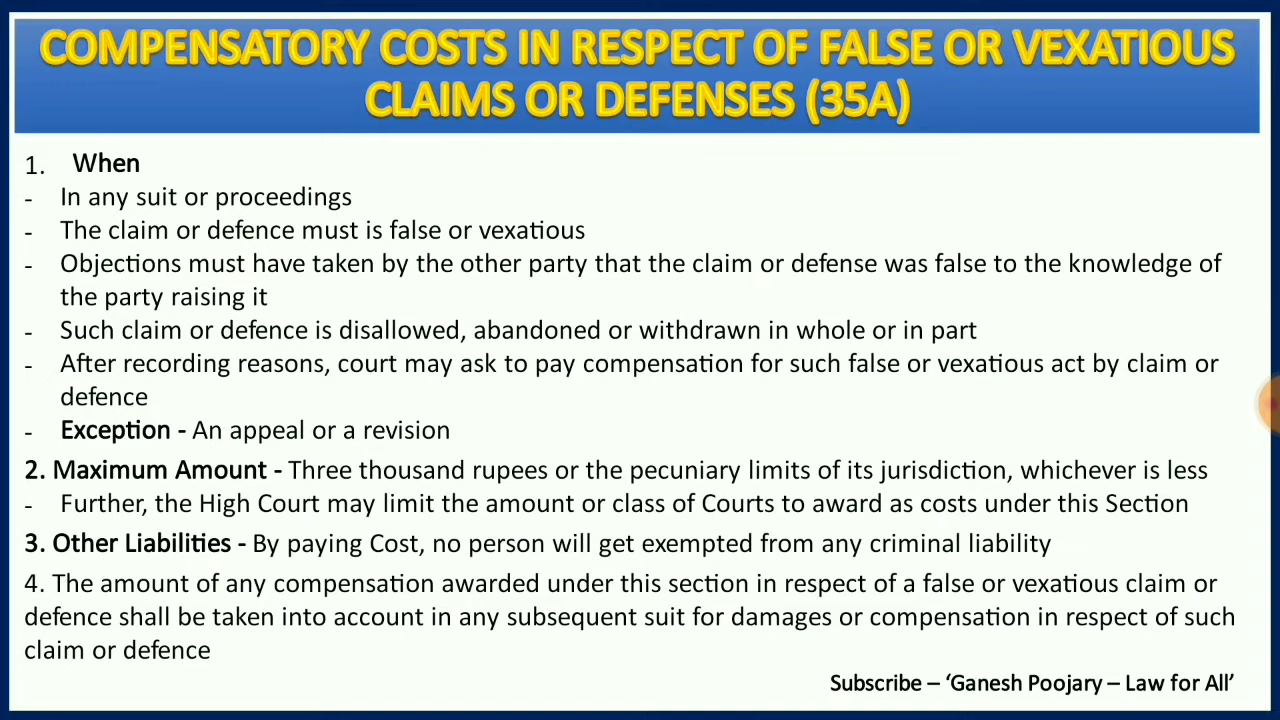 COMPENSATORY COSTS IN RESPECT OF FALSE OR VEXATIOUS
CLAIMS OR DEFENSES (35A)
1. When
- In any suit or proceedings
- The claim or defence must is false or vexatious
- Objections must have taken by the other party that the claim or defense was false to the knowledge of
the party raising it
- Such claim or defence is disallowed, abandoned or withdrawn in whole or in part
- After recording reasons, court may ask to pay compensation for such false or vexatious act by claim or
defence
- Exception - An appeal or a revision
2. Maximum Amount - Three thousand rupees or the pecuniary limits of its jurisdiction, whichever is less
- Further, the High Court may limit the amount or class of Courts to award as costs under this Section
3. Other Liabilities - By paying Cost, no person will get exempted from any criminal liability
4. The amount of any compensation awarded under this section in respect of a false or vexatious claim or
defence shall be taken into account in any subsequent suit for damages or compensation in respect of such
claim or defence
Subscribe – ‘Ganesh Poojary – Law for All’